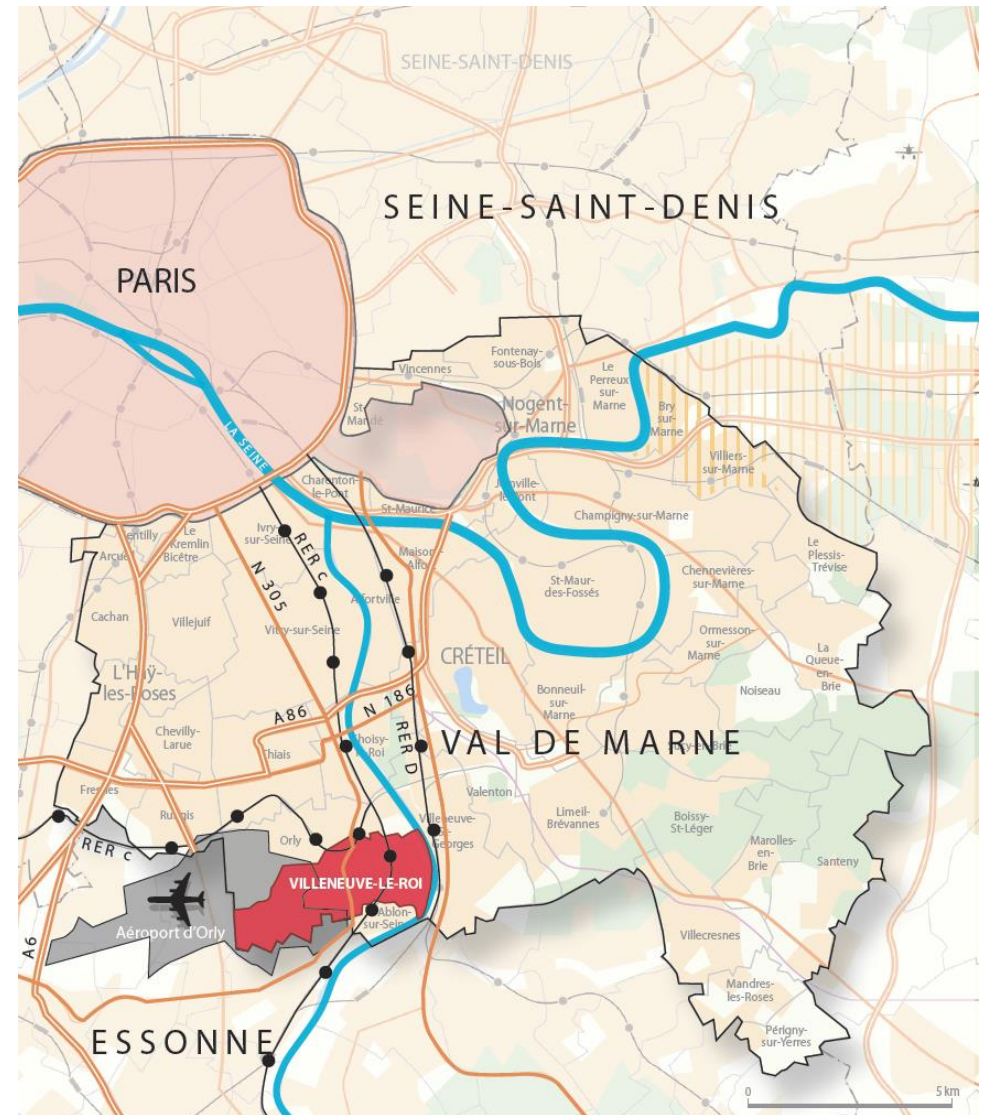 SEINE-SAINT-DENIS
SEINE-SAINT-DENIS
PARIS
LA SEINE
Vincennes
Fontenay-
sous-Bois
Le
Perreux
sur-
Marne
St-
Mandé
Nogent-
sur-Marne
Bry
sur-
Marne
Villiers-
sur-Marne
Charenton-
le-Pont
St-Maurice
Joinville-
le-Pont
Champigny-sur-Marne
Ivry-
sur-Seine
RER C
N 305
Gentilly
Le
Kremlin
Bicêtre
Arcueil
Cachan
Villejuif
Vitry-sur-Seine
Maisons-
Alfort
Alfortville
St-Maur-
des-Fossés
Chennevières-
sur-Marne
Le
Plessis-
Trévise
Ormesson-
sur-
Marne
La
Queue-
en-
Brie
Noiseau
L'Haÿ-
les-Roses
CRÉTEIL
Bonneuil-
sur-
Marne
Chevilly-
Larue
Thiais
A86
N 186
RER D
Choisy-
le-Roi
VAL DE MARNE
Sucy-en-Brie
Fresnes
Rungis
Orly
RER C
Valenton
Villeneuve-
St-
Georges
Limeil-
Brévannes
Boissy-
St-Léger
Marolles-
en-
Brie
Santeny
VILLENEUVE-LE-ROI
Ablon-
sur-Seine
Aéroport d'Orly
A6
Villecresnes
Mandres-
les-Roses
Périgny-
sur-Yerres
ESSONNE
0
5 km